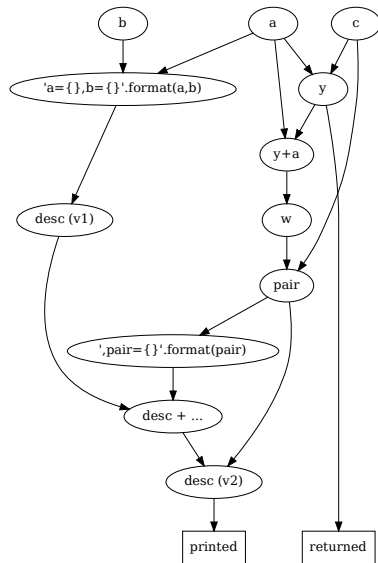 b
a
c
'a={},b={}'.format(a,b)
y
y+a
desc (v1)
w
pair
',pair={}'.format(pair)
desc + ...
desc (v2)
printed
returned